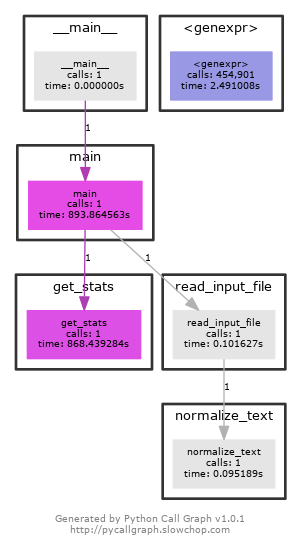 __main__
<genexpr>
__main__
calls: 1
time: 0.000000s
<genexpr>
calls: 454,901
time: 2.491008s
1
main
main
calls: 1
time: 893.864563s
1
1
get_stats
read_input_file
get_stats
calls: 1
time: 868.439284s
read_input_file
calls: 1
time: 0.101627s
1
normalize_text
normalize_text
calls: 1
time: 0.095189s
Generated by Python Call Graph v1.0.1
http://pycallgraph.slowchop.com